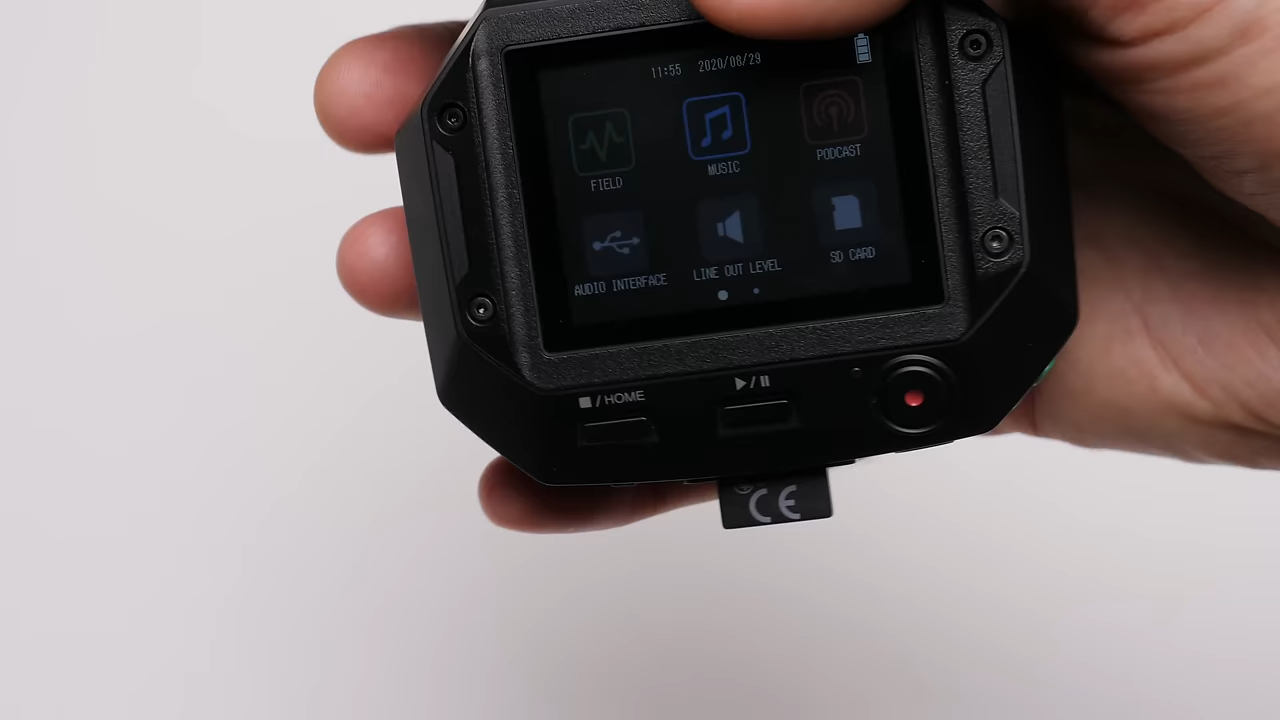 11:55 2020/08/29
FIELD MUSIC PODCAST
AUDIO INTERFACE LINE OUT LEVEL SD CARD
■/HOME ▶/⏸
CE